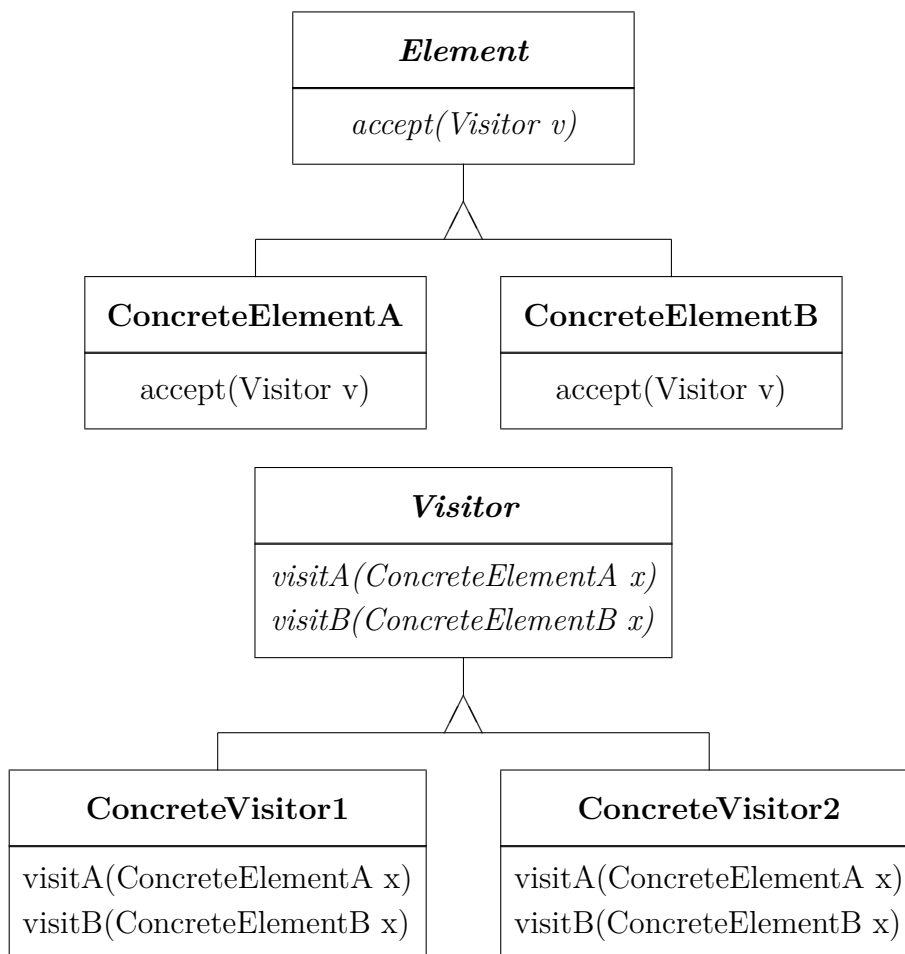 Element
accept(Visitor v)
ConcreteElementA
accept(Visitor v)
ConcreteElementB
accept(Visitor v)
Visitor
visitA(ConcreteElementA x)
visitB(ConcreteElementB x)
ConcreteVisitor1
visitA(ConcreteElementA x)
visitB(ConcreteElementB x)
ConcreteVisitor2
visitA(ConcreteElementA x)
visitB(ConcreteElementB x)